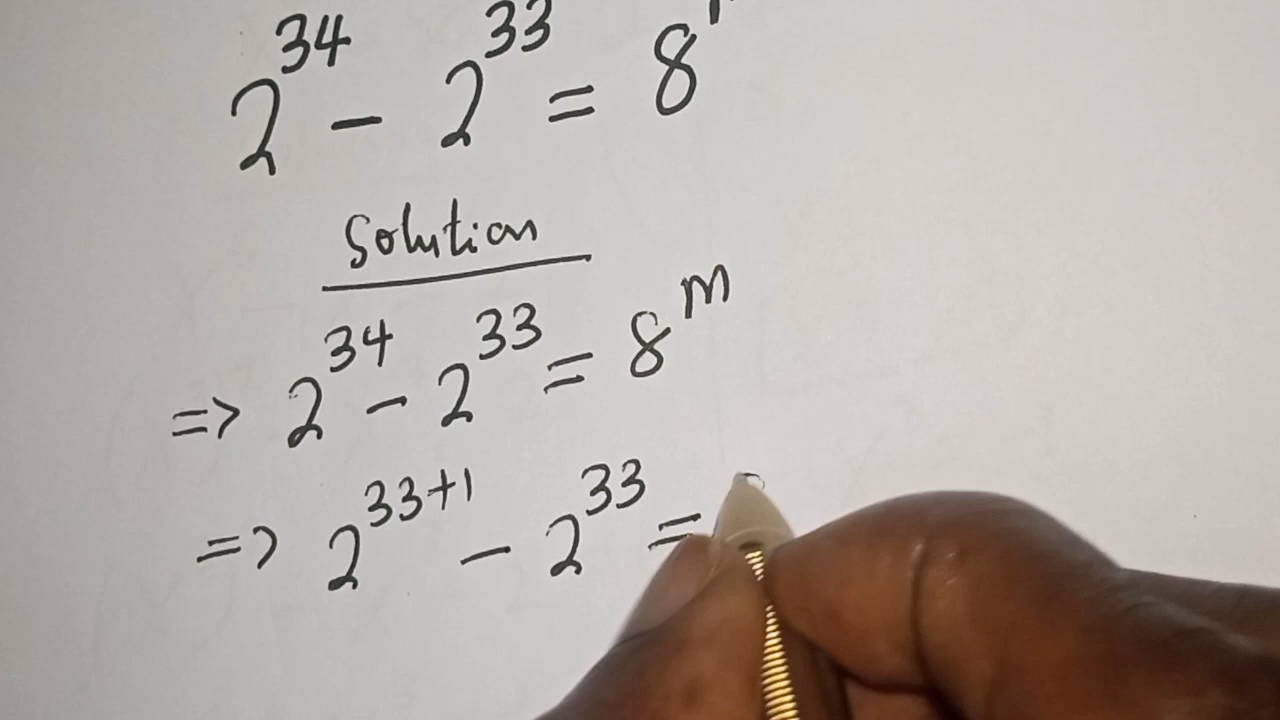 2^34 - 2^33 = 8
Solution
=> 2^34 - 2^33 = 8^m
=> 2^33+1 - 2^33 =